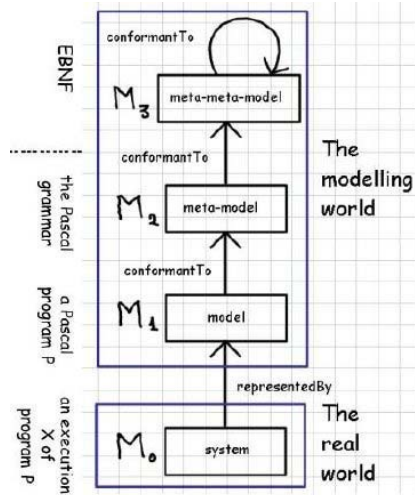 conformantTo
EBNF
M3
meta-meta-model
conformantTo
The
modelling
world
the Pascal
grammar
M2
meta-model
conformantTo
a Pascal
program P
M1
model
representedBy
an execution
X of
program P
M0
system
The
real
world